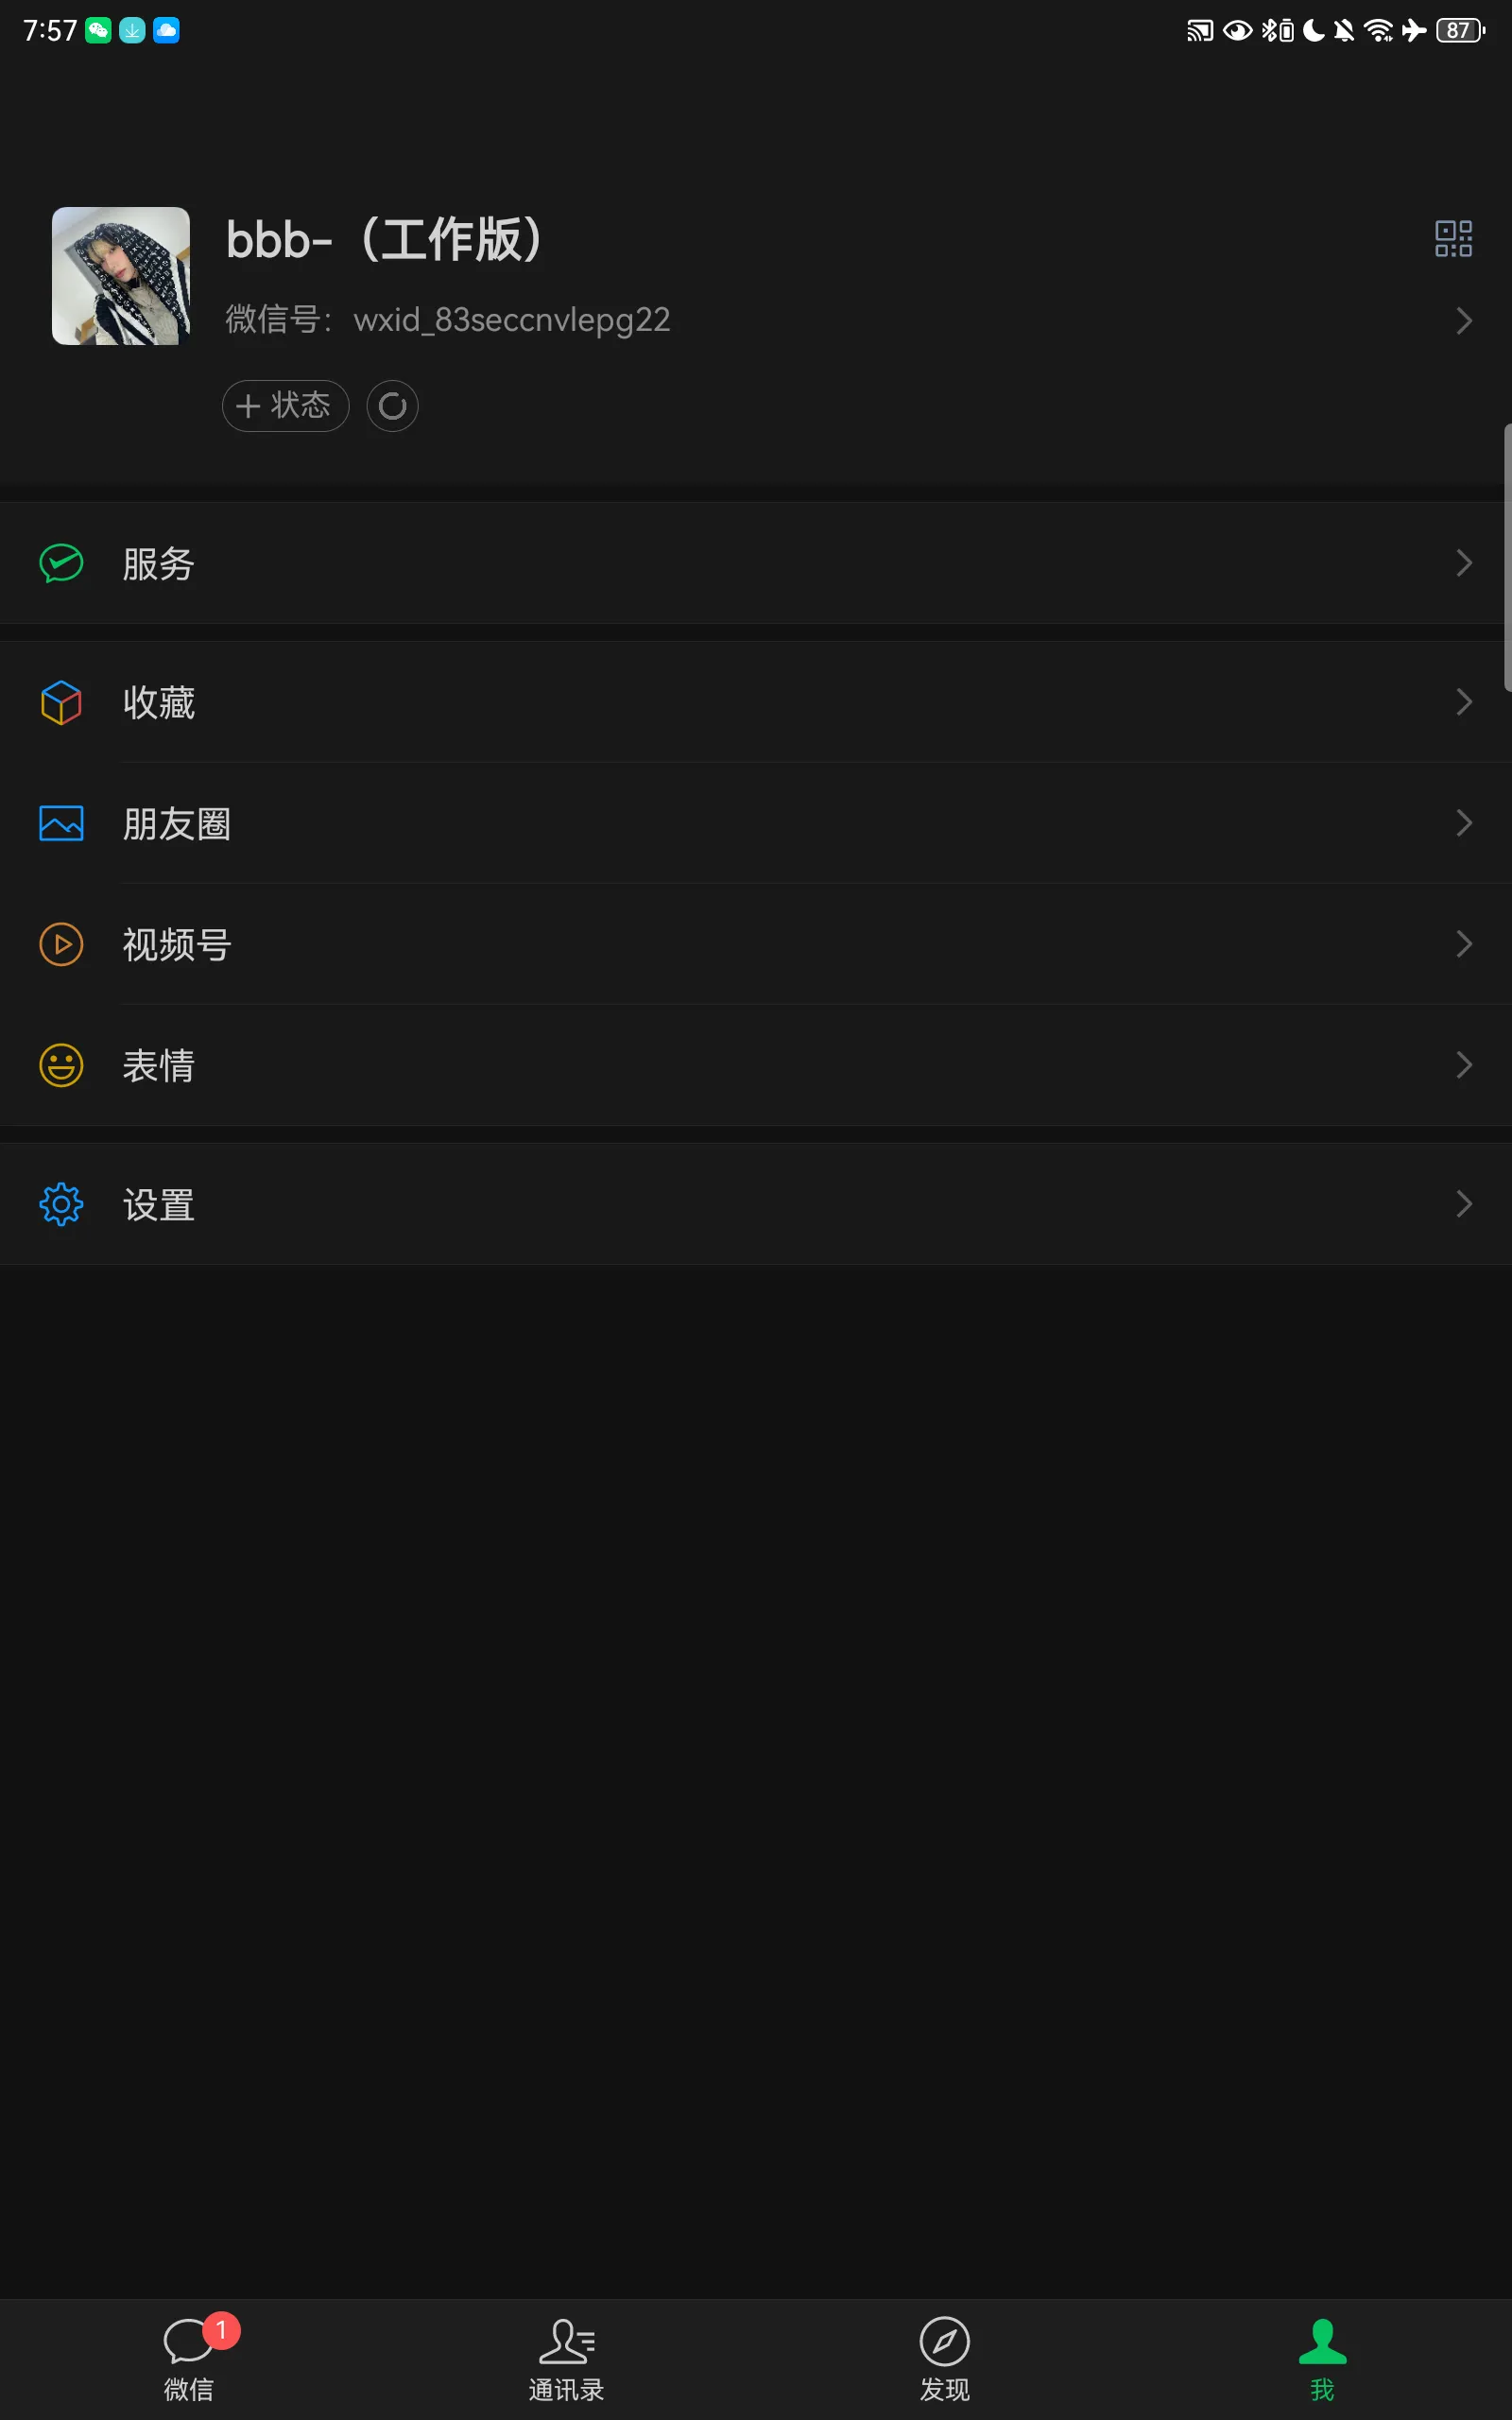 7:57
87
bbb-（工作版）
微信号：wxid_83seccnvlepg22
状态
服务
收藏
朋友圈
视频号
表情
设置
1
微信
通讯录
发现
我